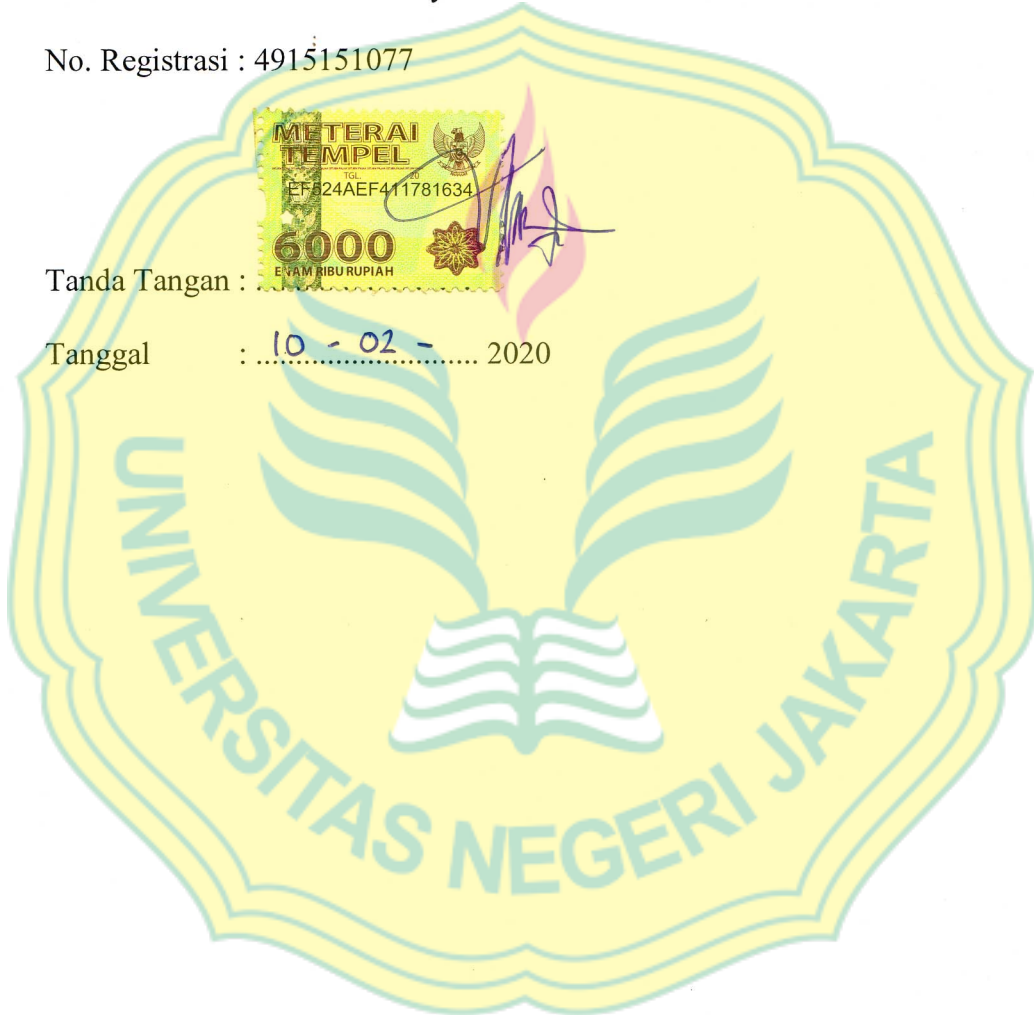 No. Registrasi : 4915151077
METERAI
TEMPEL
TGL. 20
EF524AEF411781634
6000
ENAM RIBU RUPIAH
Tanda Tangan :
Tanggal : 10 - 02 - 2020
UNIVERSITAS NEGERI JAKARTA